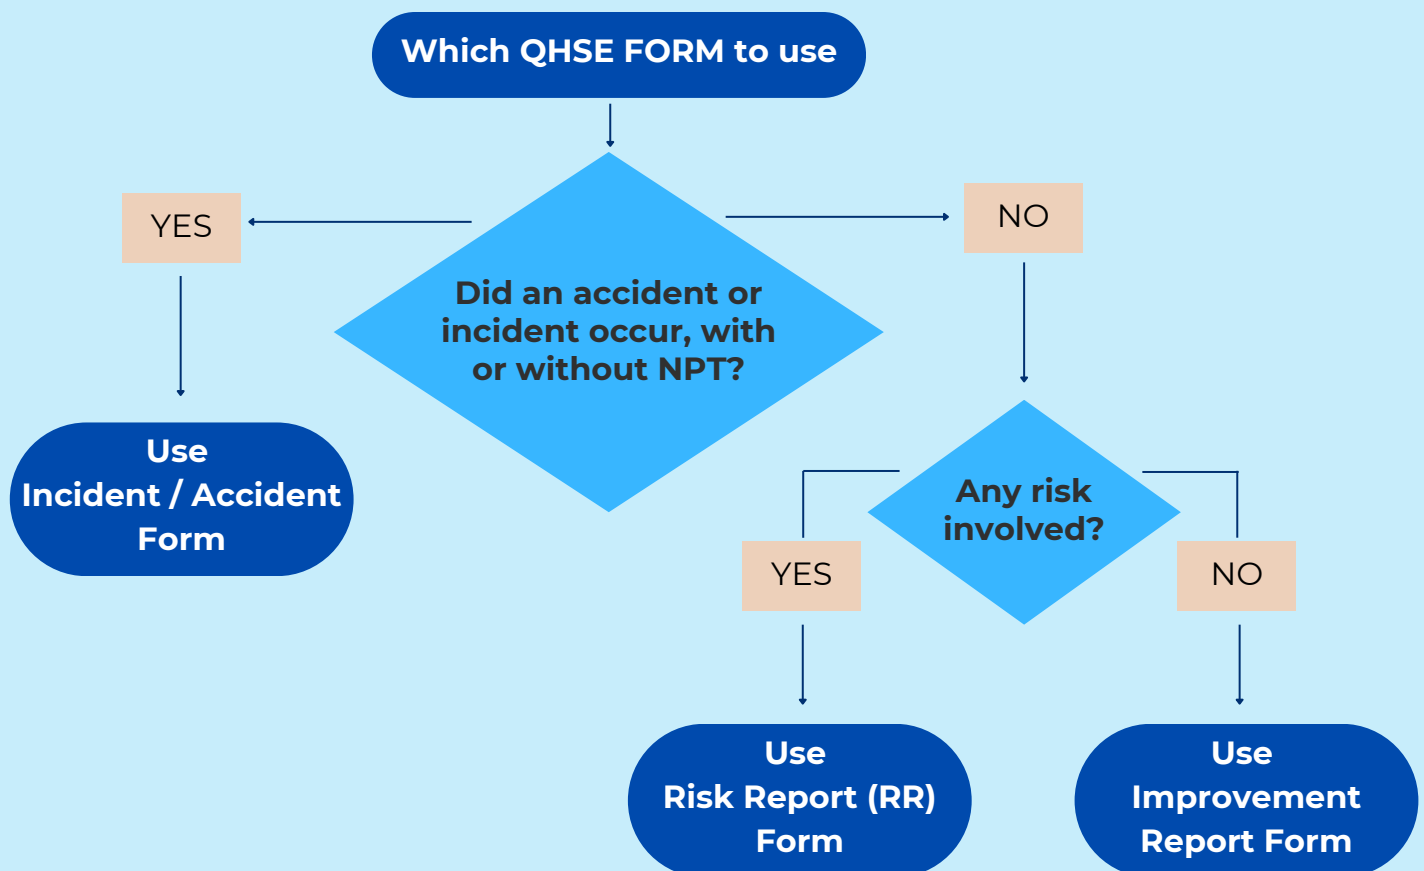 Which QHSE FORM to use
YES
NO
Did an accident or
incident occur, with
or without NPT?
Use
Incident / Accident
Form
Any risk
involved?
YES
NO
Use
Risk Report (RR)
Form
Use
Improvement
Report Form